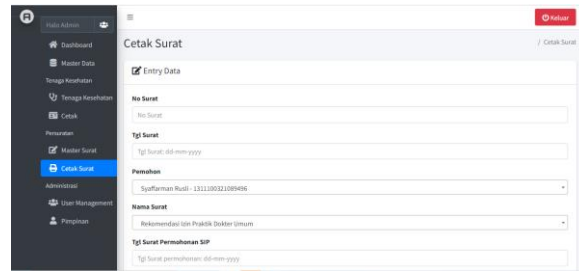 Halo Admin
Keluar
Dashboard
Master Data
Tenaga Kesehatan
Tenaga Kesehatan
Cetak
Persuratan
Master Surat
Cetak Surat
Administrasi
User Management
Pimpinan
Cetak Surat
/ Cetak Surat
Entry Data
No Surat
No Surat
Tgl Surat
Tgl Surat: dd-mm-yyyy
Pemohon
Syaflarman Rusli - 1311100321089496
Nama Surat
Rekomendasi Izin Praktik Dokter Umum
Tgl Surat Permohonan SIP
Tgl Surat permohonan: dd-mm-yyyy